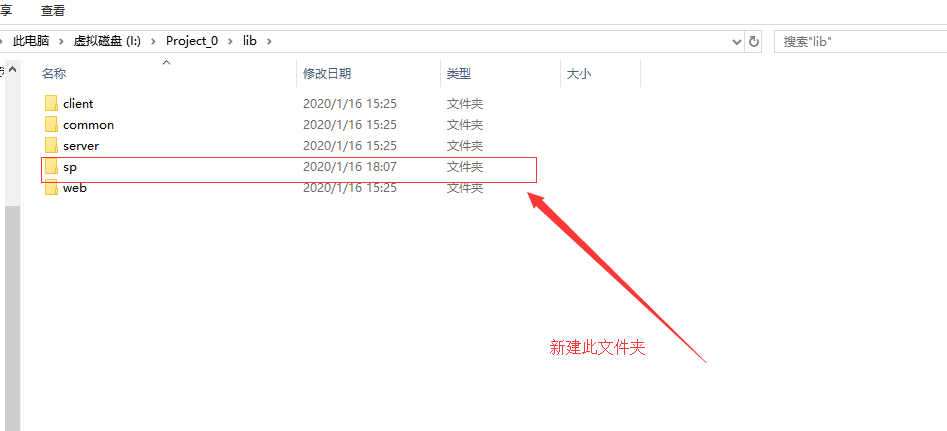 享 查看
此电脑 > 虚拟磁盘 (I:) > Project_0 > lib >
搜索"lib"
名称 修改日期 类型 大小
client 2020/1/16 15:25 文件夹
common 2020/1/16 15:25 文件夹
server 2020/1/16 15:25 文件夹
sp 2020/1/16 18:07 文件夹
web 2020/1/16 15:25 文件夹
新建此文件夹